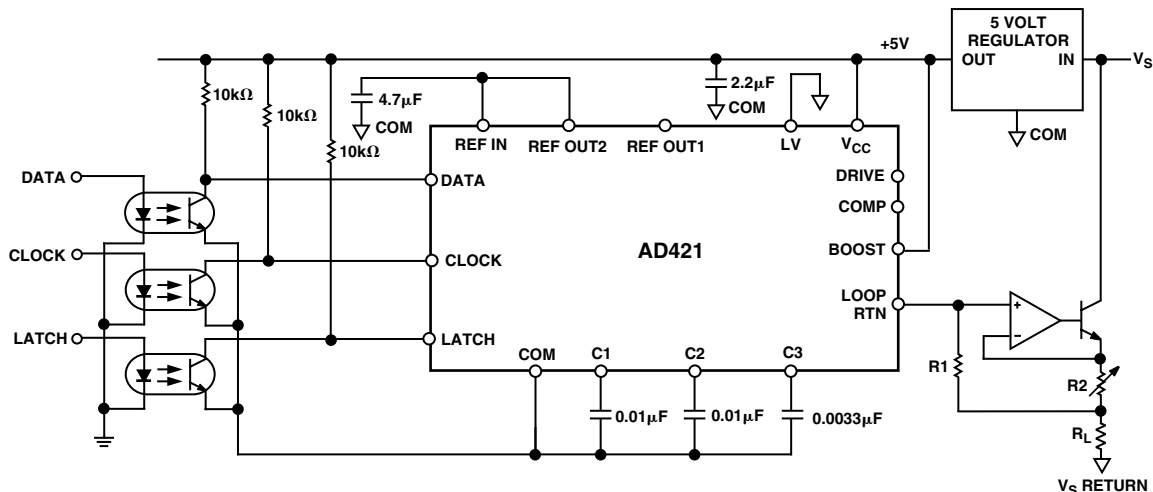 5 VOLT
REGULATOR
OUT IN
+5V
V_S
COM
10kΩ
10kΩ
10kΩ
4.7μF
COM
2.2μF
COM
REF IN
REF OUT2
REF OUT1
LV
V_CC
DATA
CLOCK
LATCH
DATA
CLOCK
LATCH
AD421
DRIVE
COMP
BOOST
LOOP
RTN
COM
C1
C2
C3
0.01μF
0.01μF
0.0033μF
+
−
R1
R2
R_L
V_S RETURN